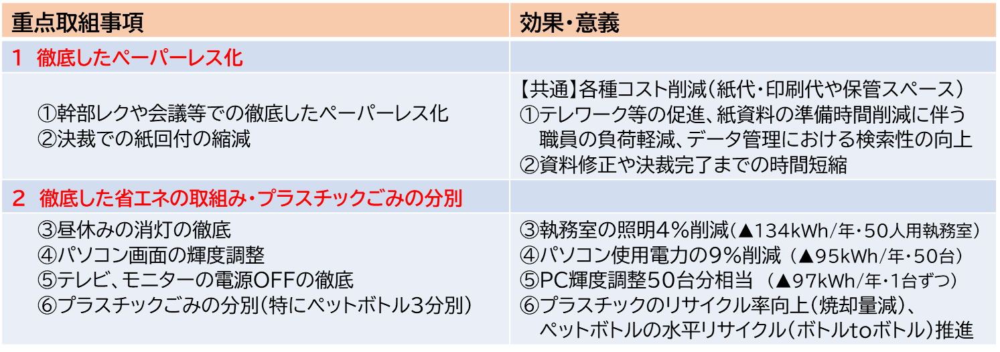 重点取組事項
効果・意義
1 徹底したペーパーレス化
①幹部レクや会議等での徹底したペーパーレス化
②決裁での紙回付の縮減
【共通】各種コスト削減(紙代・印刷代や保管スペース)
①テレワーク等の促進、紙資料の準備時間削減に伴う
職員の負荷軽減、データ管理における検索性の向上
②資料修正や決裁完了までの時間短縮
2 徹底した省エネの取組み・プラスチックごみの分別
③昼休みの消灯の徹底
④パソコン画面の輝度調整
⑤テレビ、モニターの電源OFFの徹底
⑥プラスチックごみの分別(特にペットボトル3分別)
③執務室の照明4%削減(▲134kWh/年・50人用執務室)
④パソコン使用電力の9%削減 (▲95kWh/年・50台)
⑤PC輝度調整50台分相当 (▲97kWh/年・1台ずつ)
⑥プラスチックのリサイクル率向上(焼却量減)、
ペットボトルの水平リサイクル(ボトルtoボトル)推進